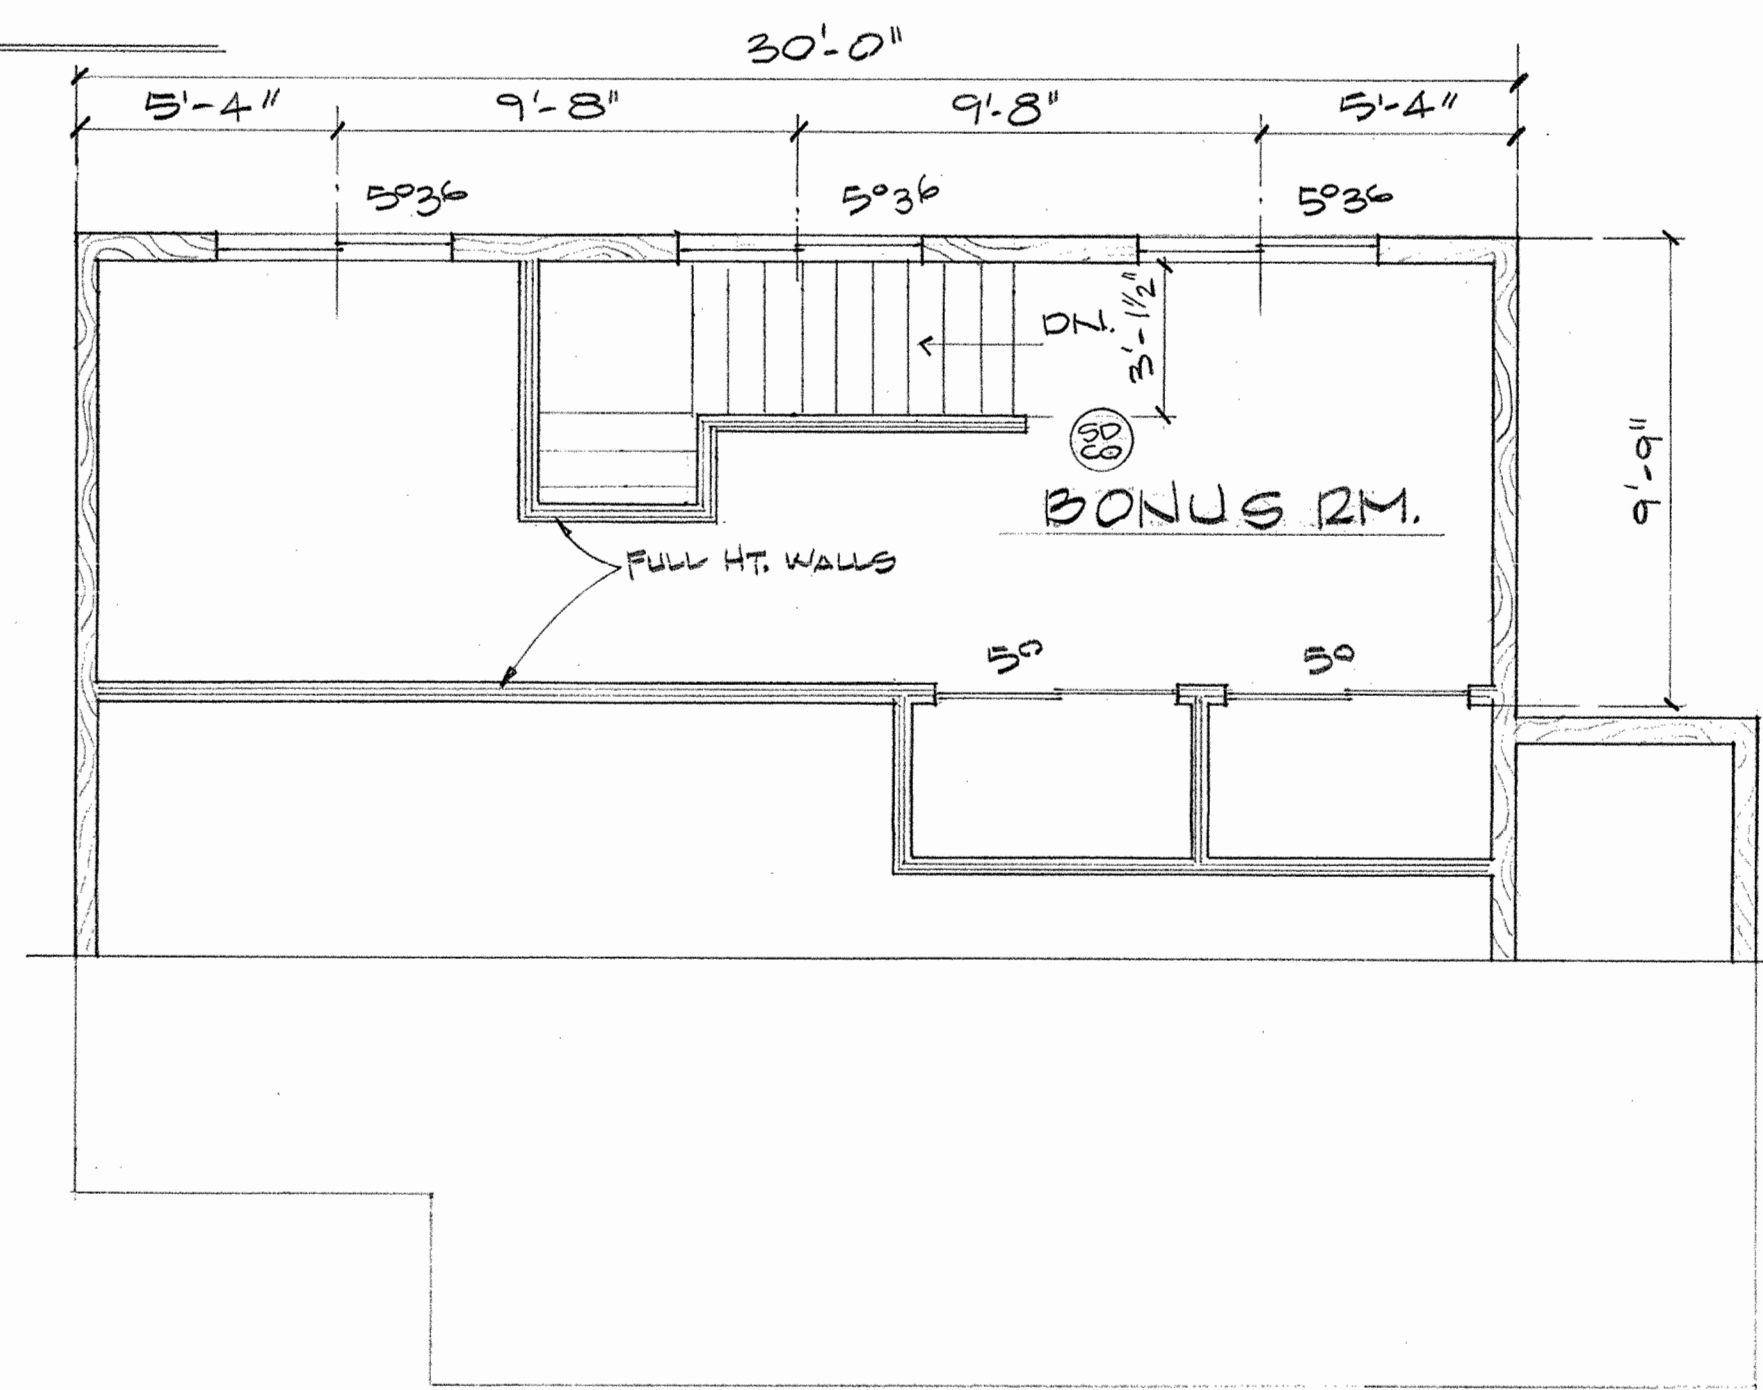 30'-0"
5'-4" 9'-8" 9'-8" 5'-4"
5⁰36 5⁰36 5⁰36
DN.
3'-1½"
SD
CO
9'-9"
BONUS RM.
FULL HT. WALLS
5⁰ 5⁰